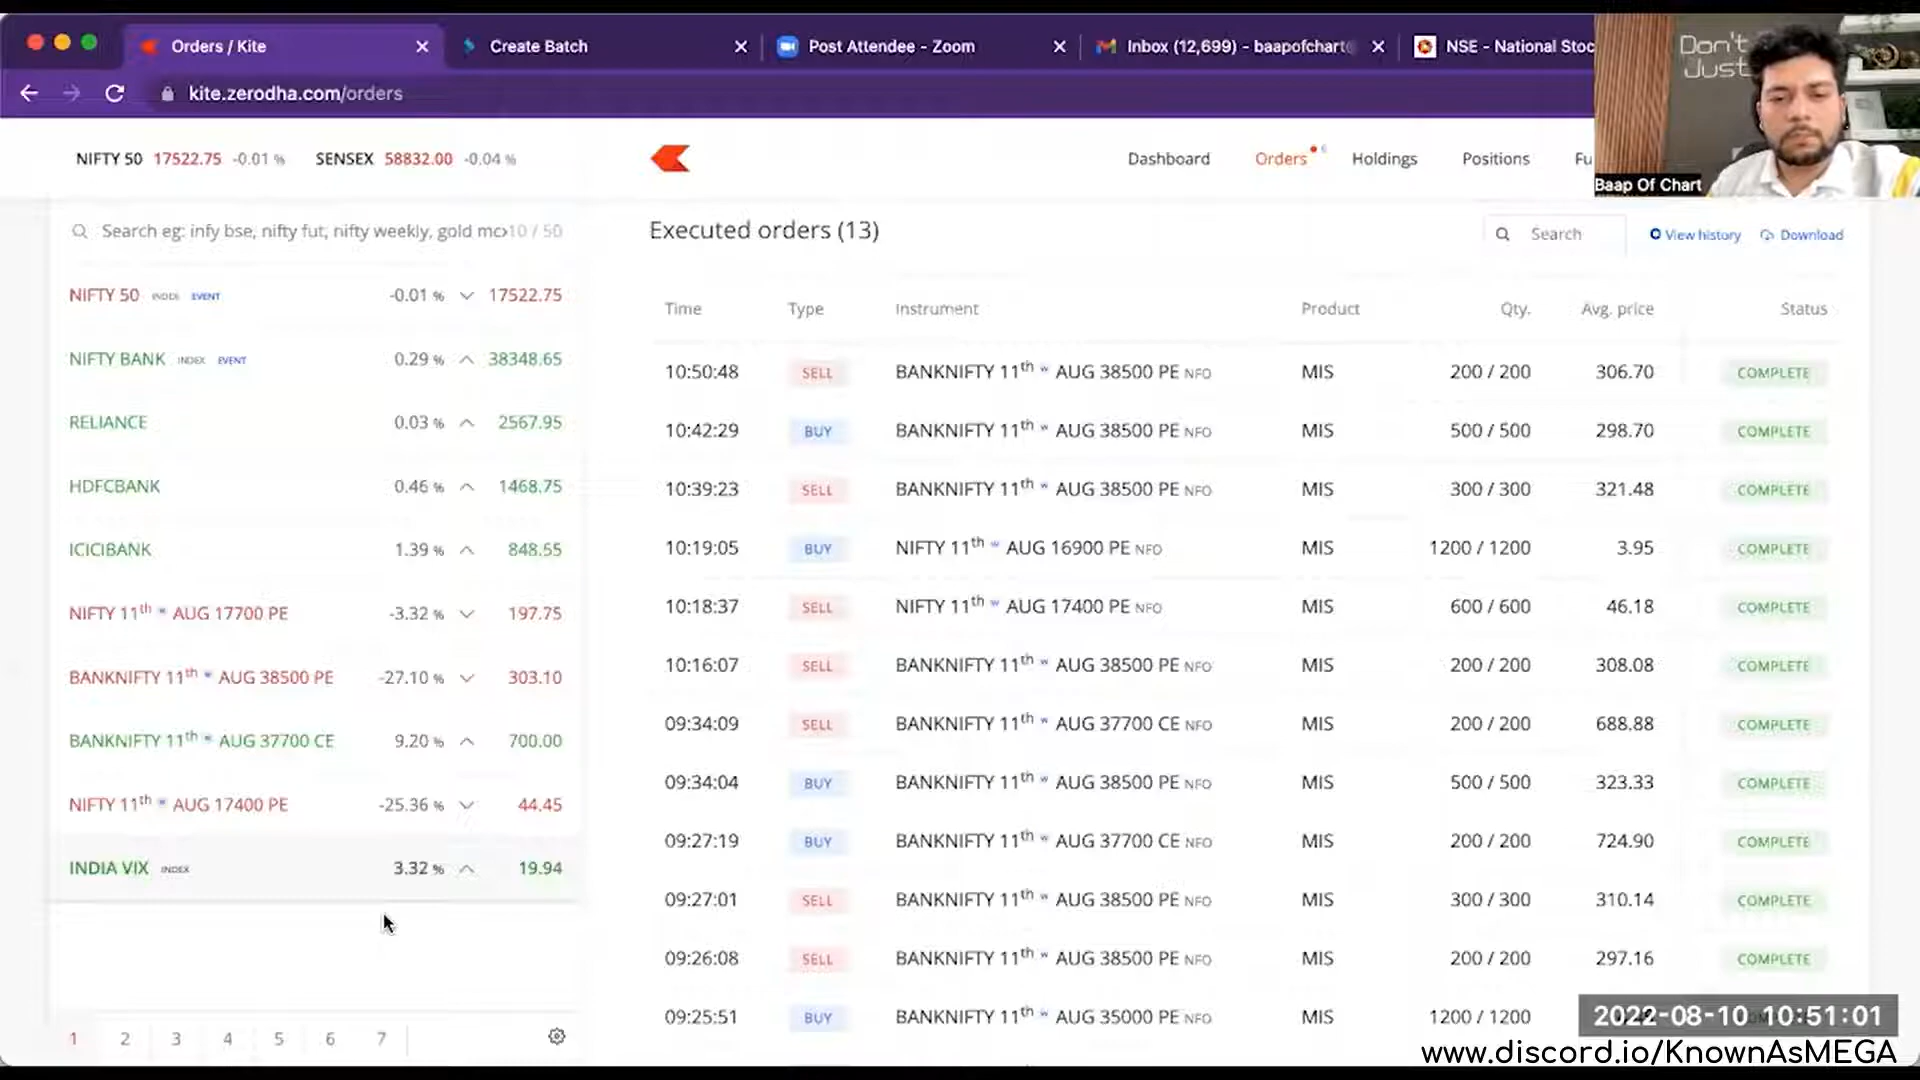 Orders / Kite
Create Batch
Post Attendee - Zoom
Inbox (12,699) - baapofchart
NSE - National Stoc
kite.zerodha.com/orders
Don't
Just
Baap Of Chart
NIFTY 50 17522.75 -0.01 % SENSEX 58832.00 -0.04 %
Dashboard Orders 6 Holdings Positions Fu
Search eg: infy bse, nifty fut, nifty weekly, gold mcx 10 / 50
NIFTY 50 INDEX EVENT -0.01 % 17522.75
NIFTY BANK INDEX EVENT 0.29 % 38348.65
RELIANCE 0.03 % 2567.95
HDFCBANK 0.46 % 1468.75
ICICIBANK 1.39 % 848.55
NIFTY 11th w AUG 17700 PE -3.32 % 197.75
BANKNIFTY 11th w AUG 38500 PE -27.10 % 303.10
BANKNIFTY 11th w AUG 37700 CE 9.20 % 700.00
NIFTY 11th w AUG 17400 PE -25.36 % 44.45
INDIA VIX INDEX 3.32 % 19.94
1 2 3 4 5 6 7
Executed orders (13)
Search View history Download
Time Type Instrument Product Qty. Avg. price Status
10:50:48 SELL BANKNIFTY 11th w AUG 38500 PE NFO MIS 200 / 200 306.70 COMPLETE
10:42:29 BUY BANKNIFTY 11th w AUG 38500 PE NFO MIS 500 / 500 298.70 COMPLETE
10:39:23 SELL BANKNIFTY 11th w AUG 38500 PE NFO MIS 300 / 300 321.48 COMPLETE
10:19:05 BUY NIFTY 11th w AUG 16900 PE NFO MIS 1200 / 1200 3.95 COMPLETE
10:18:37 SELL NIFTY 11th w AUG 17400 PE NFO MIS 600 / 600 46.18 COMPLETE
10:16:07 SELL BANKNIFTY 11th w AUG 38500 PE NFO MIS 200 / 200 308.08 COMPLETE
09:34:09 SELL BANKNIFTY 11th w AUG 37700 CE NFO MIS 200 / 200 688.88 COMPLETE
09:34:04 BUY BANKNIFTY 11th w AUG 38500 PE NFO MIS 500 / 500 323.33 COMPLETE
09:27:19 BUY BANKNIFTY 11th w AUG 37700 CE NFO MIS 200 / 200 724.90 COMPLETE
09:27:01 SELL BANKNIFTY 11th w AUG 38500 PE NFO MIS 300 / 300 310.14 COMPLETE
09:26:08 SELL BANKNIFTY 11th w AUG 38500 PE NFO MIS 200 / 200 297.16 COMPLETE
09:25:51 BUY BANKNIFTY 11th w AUG 35000 PE NFO MIS 1200 / 1200
2022-08-10 10:51:01
www.discord.io/KnownAsMEGA